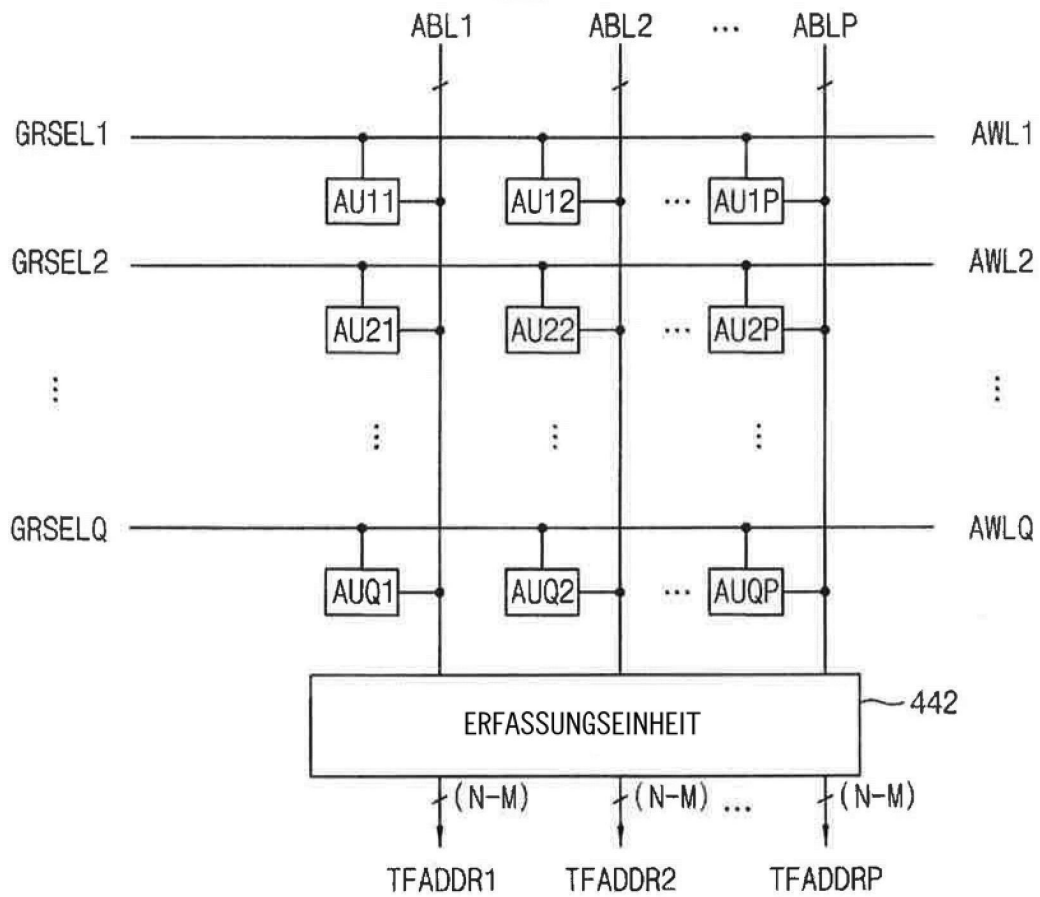 ABL1 ABL2 ... ABLP
GRSEL1 AWL1
AU11 AU12 ... AU1P
GRSEL2 AWL2
AU21 AU22 ... AU2P
GRSELQ AWLQ
AUQ1 AUQ2 ... AUQP
ERFASSUNGSEINHEIT 442
(N-M) (N-M) ... (N-M)
TFADDR1 TFADDR2 TFADDRP